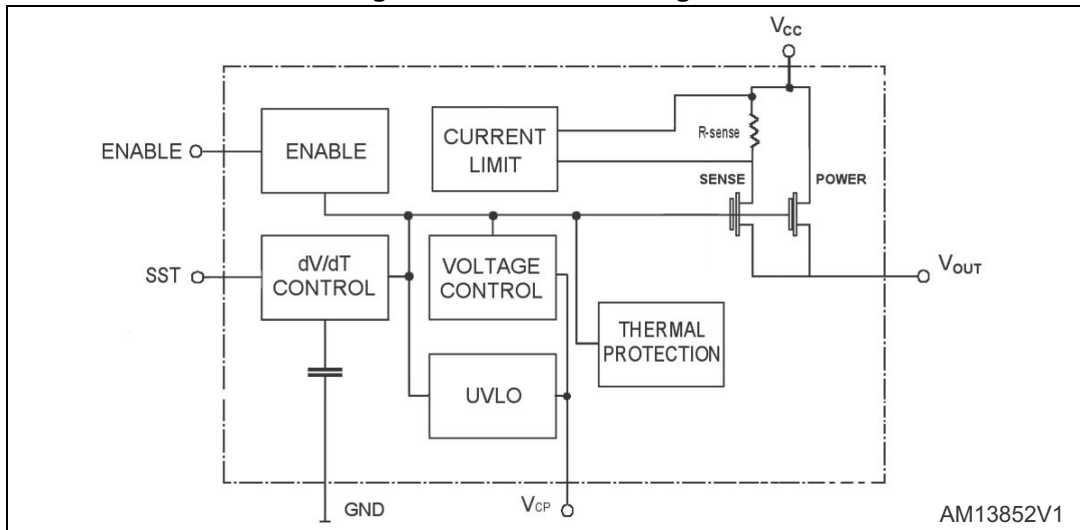 VCC
ENABLE
ENABLE
CURRENT
LIMIT
R-sense
SENSE
POWER
SST
dV/dT
CONTROL
VOLTAGE
CONTROL
VOUT
THERMAL
PROTECTION
UVLO
GND
VCP
AM13852V1